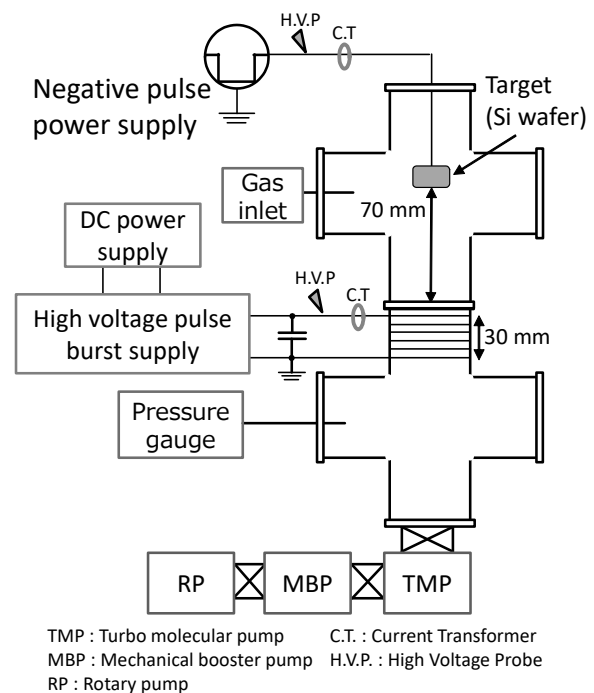 H.V.P
C.T
Negative pulse
power supply
Target
(Si wafer)
Gas
inlet
70 mm
DC power
supply
H.V.P
C.T
High voltage pulse
burst supply
30 mm
Pressure
gauge
RP
MBP
TMP
TMP : Turbo molecular pump
C.T. : Current Transformer
MBP : Mechanical booster pump
H.V.P. : High Voltage Probe
RP : Rotary pump